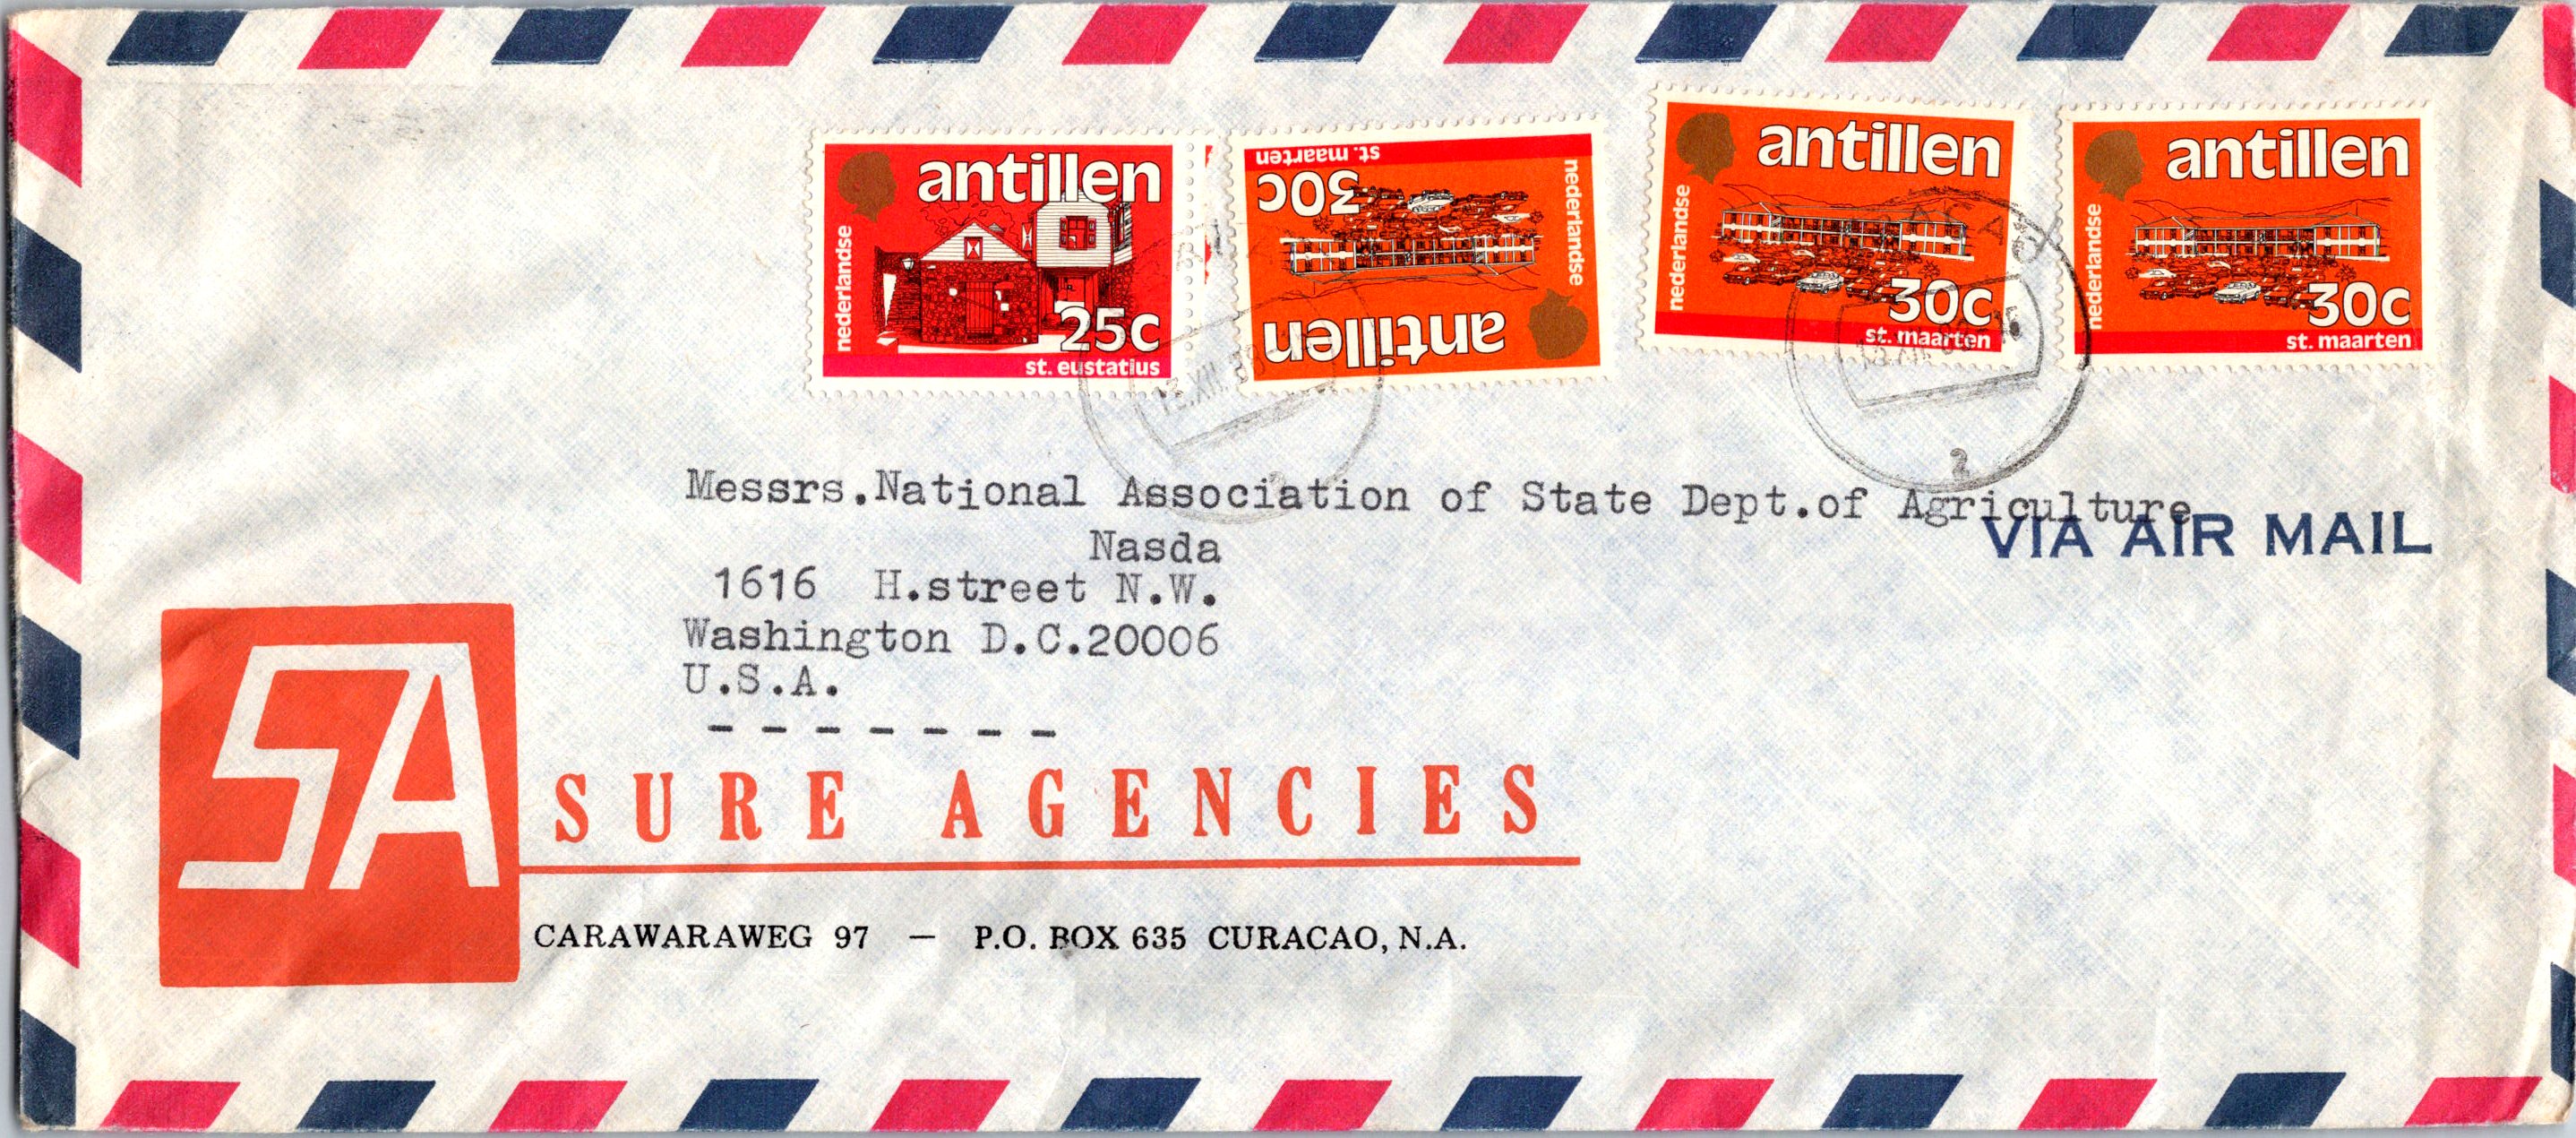 nederlandse
antillen
25c
st. eustatius
nederlandse
antillen
30c
st. maarten
nederlandse
antillen
30c
st. maarten
nederlandse
antillen
30c
st. maarten
2
Messrs.National Association of State Dept.of Agriculture
VIA AIR MAIL
Nasda
1616 H.street N.W.
Washington D.C.20006
U.S.A.
- - - - - - -
SA
SURE AGENCIES
CARAWARAWEG 97 — P.O. BOX 635 CURACAO, N.A.